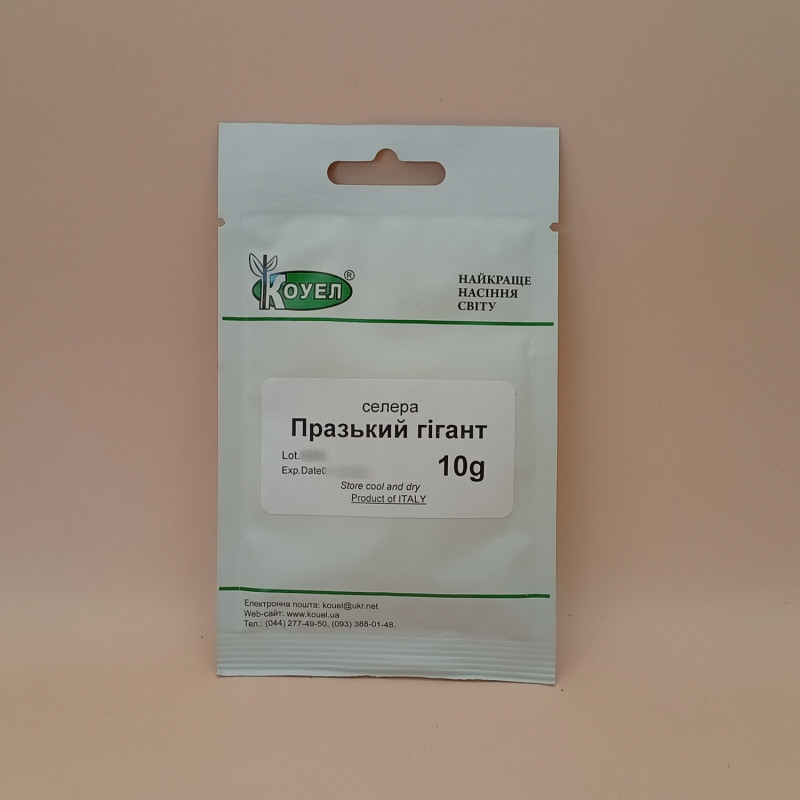 КОУЕЛ®
НАЙКРАЩЕ
НАСІННЯ
СВІТУ
селера
Празький гігант
Lot.
Exp.Date
10g
Store cool and dry
Product of ITALY
Електронна пошта: kouel@ukr.net
Web-сайт: www.kouel.ua
Тел.: (044) 277-49-50, (093) 388-01-48.